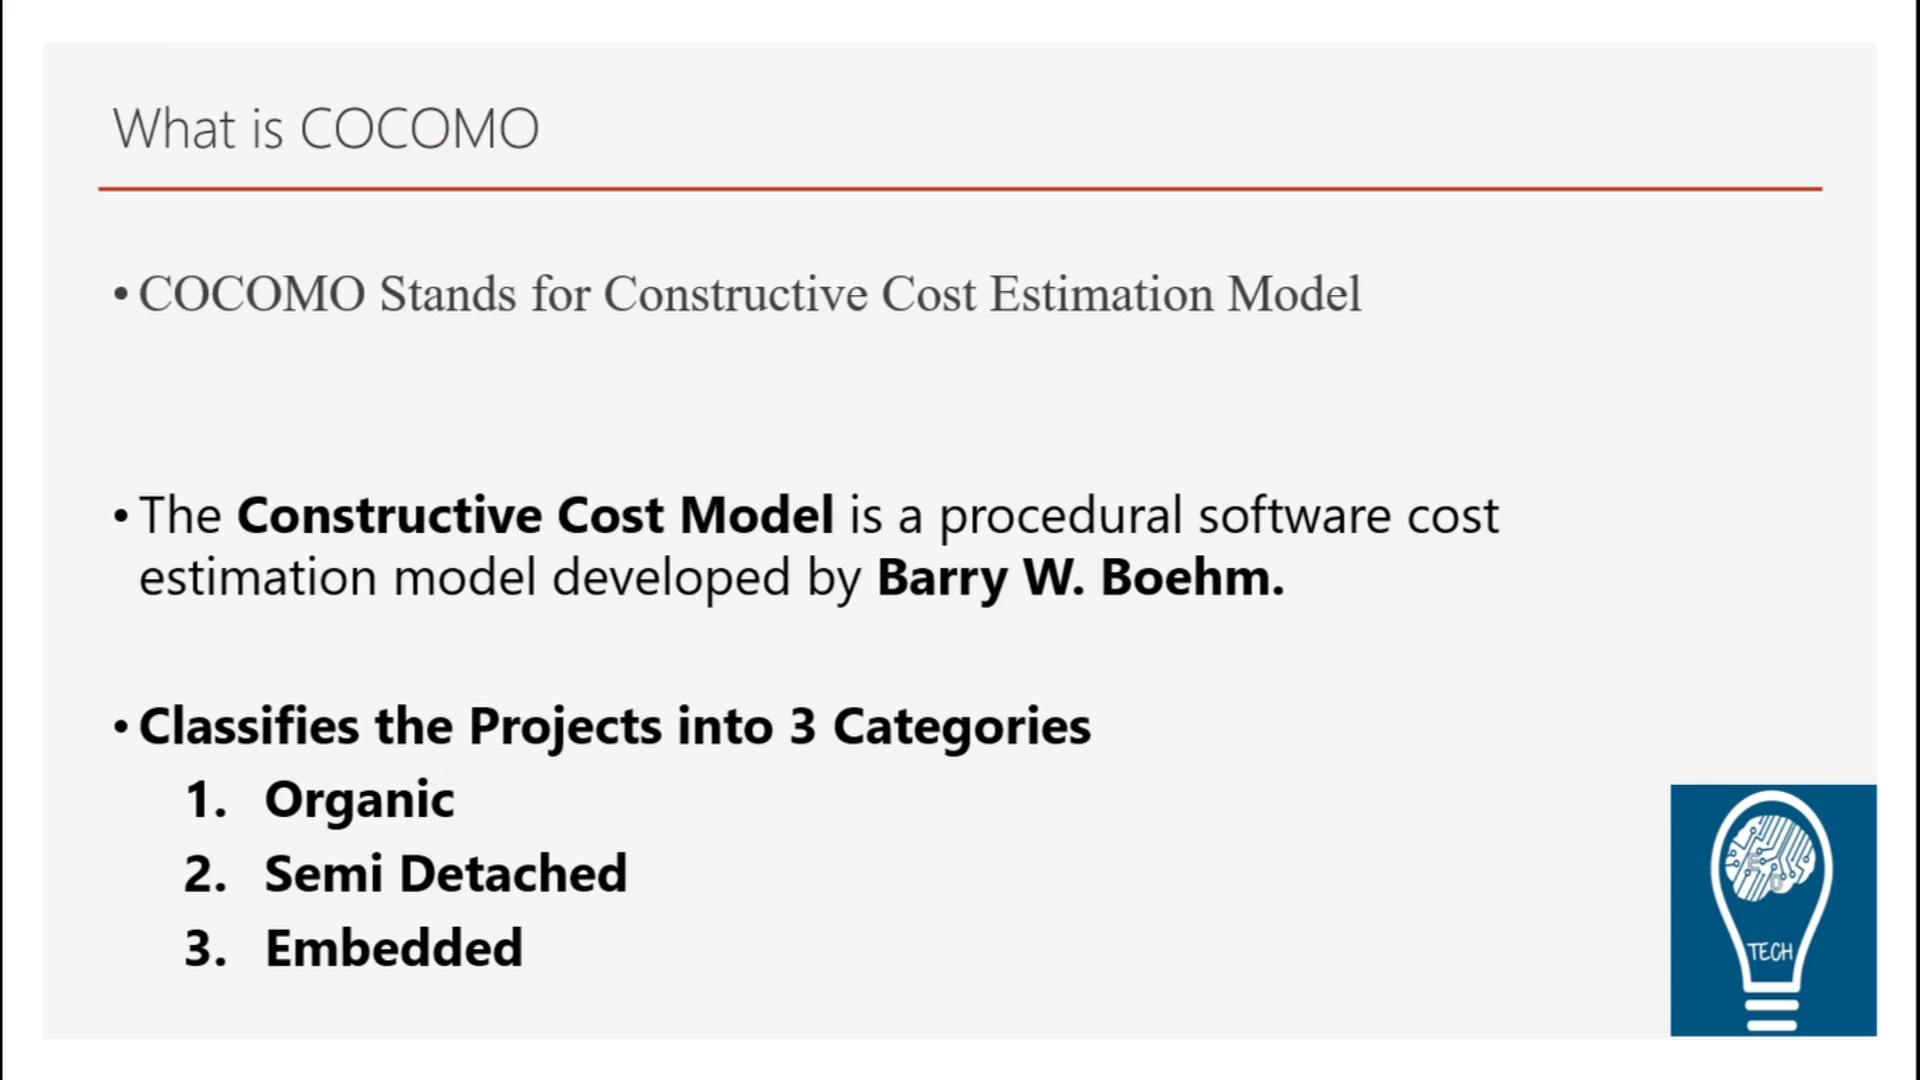 What is COCOMO
• COCOMO Stands for Constructive Cost Estimation Model
• The Constructive Cost Model is a procedural software cost
estimation model developed by Barry W. Boehm.
• Classifies the Projects into 3 Categories
1. Organic
2. Semi Detached
3. Embedded
TECH